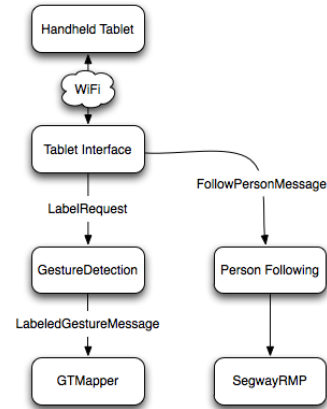 Handheld Tablet
WiFi
Tablet Interface
FollowPersonMessage
LabelRequest
GestureDetection
Person Following
LabeledGestureMessage
GTMapper
SegwayRMP